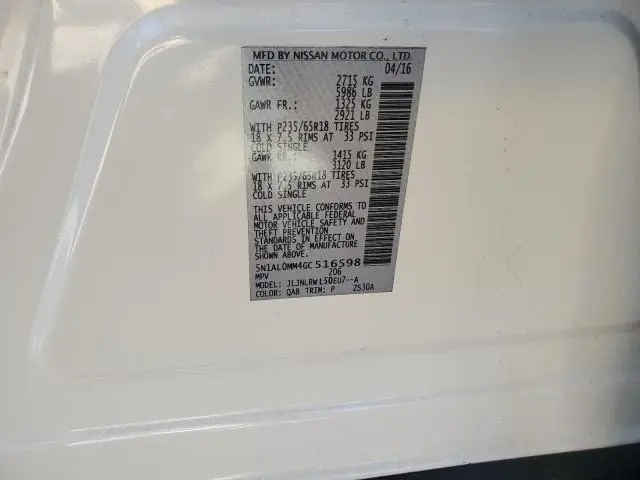 MFD BY NISSAN MOTOR CO., LTD.
DATE: 04/16
GVWR: 2715 KG
5986 LB
GAWR FR.: 1325 KG
2921 LB
WITH P235/65R18 TIRES
18 X 7.5 RIMS AT 33 PSI
COLD SINGLE
GAWR RR.: 1415 KG
3120 LB
WITH P235/65R18 TIRES
18 X 7.5 RIMS AT 33 PSI
COLD SINGLE
THIS VEHICLE CONFORMS TO
ALL APPLICABLE FEDERAL
MOTOR VEHICLE SAFETY AND
THEFT PREVENTION
STANDARDS IN EFFECT ON
THE DATE OF MANUFACTURE
SHOWN ABOVE.
5N1AL0MM4GC516598
MPV 206
MODEL: JLJNLRWL50EU7--A
COLOR: QAB TRIM: P ZS30A